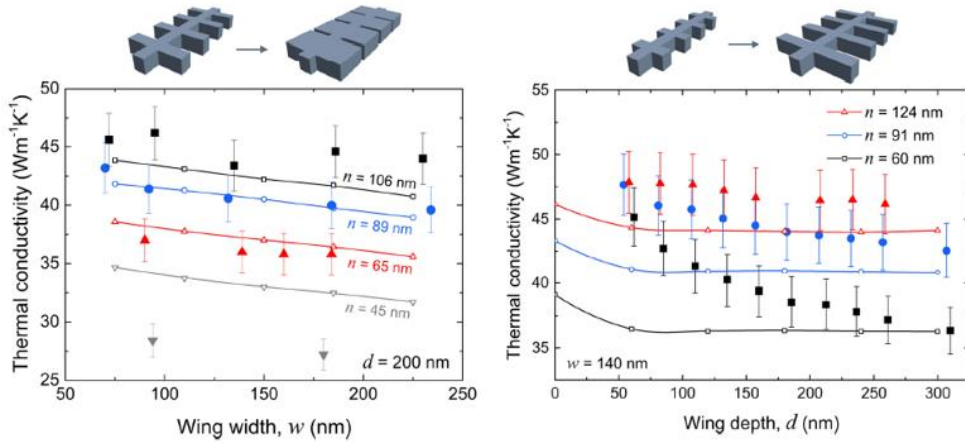 Thermal conductivity (Wm⁻¹K⁻¹)
50
45
40
35
30
25
n = 106 nm
n = 89 nm
n = 65 nm
n = 45 nm
d = 200 nm
50
100
150
200
250
Wing width, w (nm)
Thermal conductivity (Wm⁻¹K⁻¹)
55
50
45
40
35
30
25
n = 124 nm
n = 91 nm
n = 60 nm
w = 140 nm
0
50
100
150
200
250
300
Wing depth, d (nm)